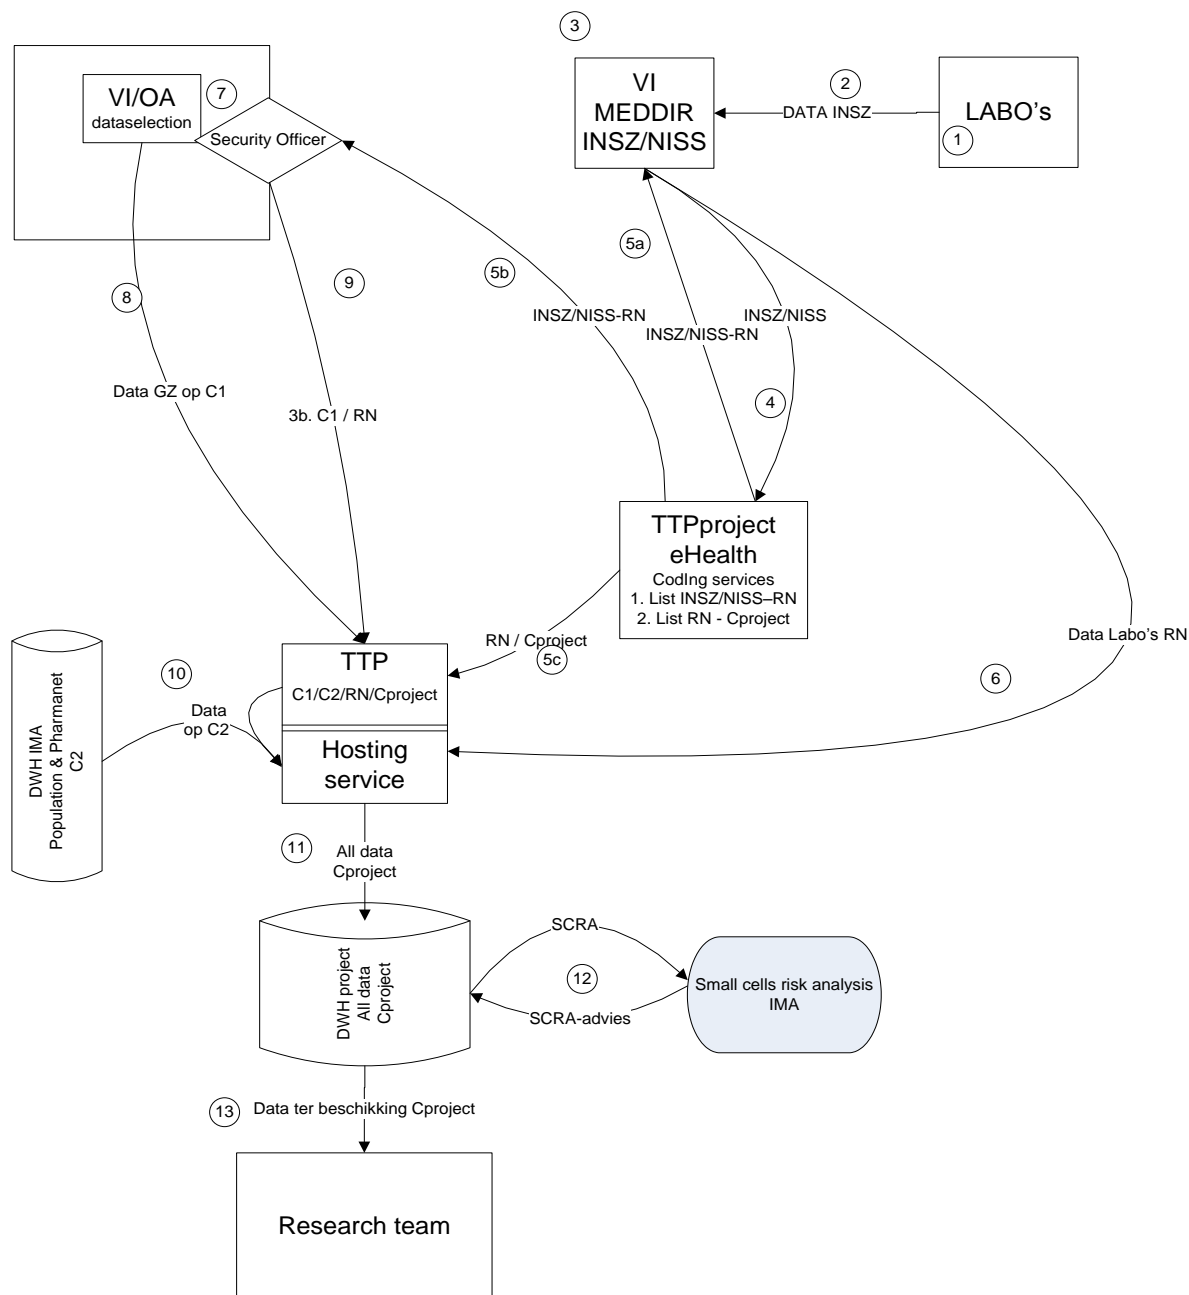 3
VI/OA
dataselection
7
Security Officer
VI
MEDDIR
INSZ/NISS
2
DATA INSZ
LABO's
1
5a
5b
9
8
INSZ/NISS-RN
INSZ/NISS
INSZ/NISS-RN
Data GZ op C1
3b. C1 / RN
4
TTPproject
eHealth
CodIng services
1. List INSZ/NISS–RN
2. List RN - Cproject
RN / Cproject
5c
Data Labo's RN
6
TTP
C1/C2/RN/Cproject
Hosting
service
10
Data
op C2
DWH IMA
Population & Pharmanet
C2
11
All data
Cproject
DWH project
All data
Cproject
SCRA
12
SCRA-advies
Small cells risk analysis
IMA
13
Data ter beschikking Cproject
Research team